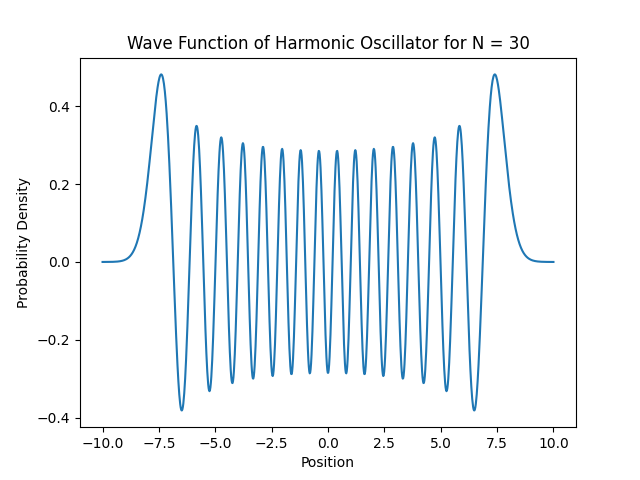 Wave Function of Harmonic Oscillator for N = 30
Probability Density
0.4
0.2
0.0
−0.2
−0.4
−10.0 −7.5 −5.0 −2.5 0.0 2.5 5.0 7.5 10.0
Position